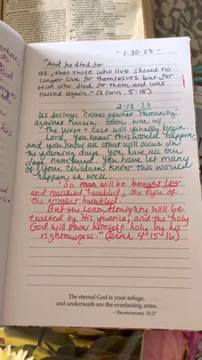 - 1-30-23 -
"And he died for
as, that those who live should no
longer live for themselves but for
Him who died for them and was
raised again." (2 Corin. 5:15)
2-18-23
US declares Crimes against Humanity
against Russia
The West & East will finally begin
Lord, You knew this would happen
and You know all that will occur in
the following days. You have all our
days numbered. You have let many
of Your Children know this would
happen as well.
"So man will be brought low
and mankind humbled, the eyes of
the arrogant humbled.
But the Lord Almighty will be
exalted by His justice, and the holy
God will show himself holy by his
righteousness." (Isaiah 5:15-16)
The eternal God is your refuge,
and underneath are the everlasting arms.
– Deuteronomy 33:27